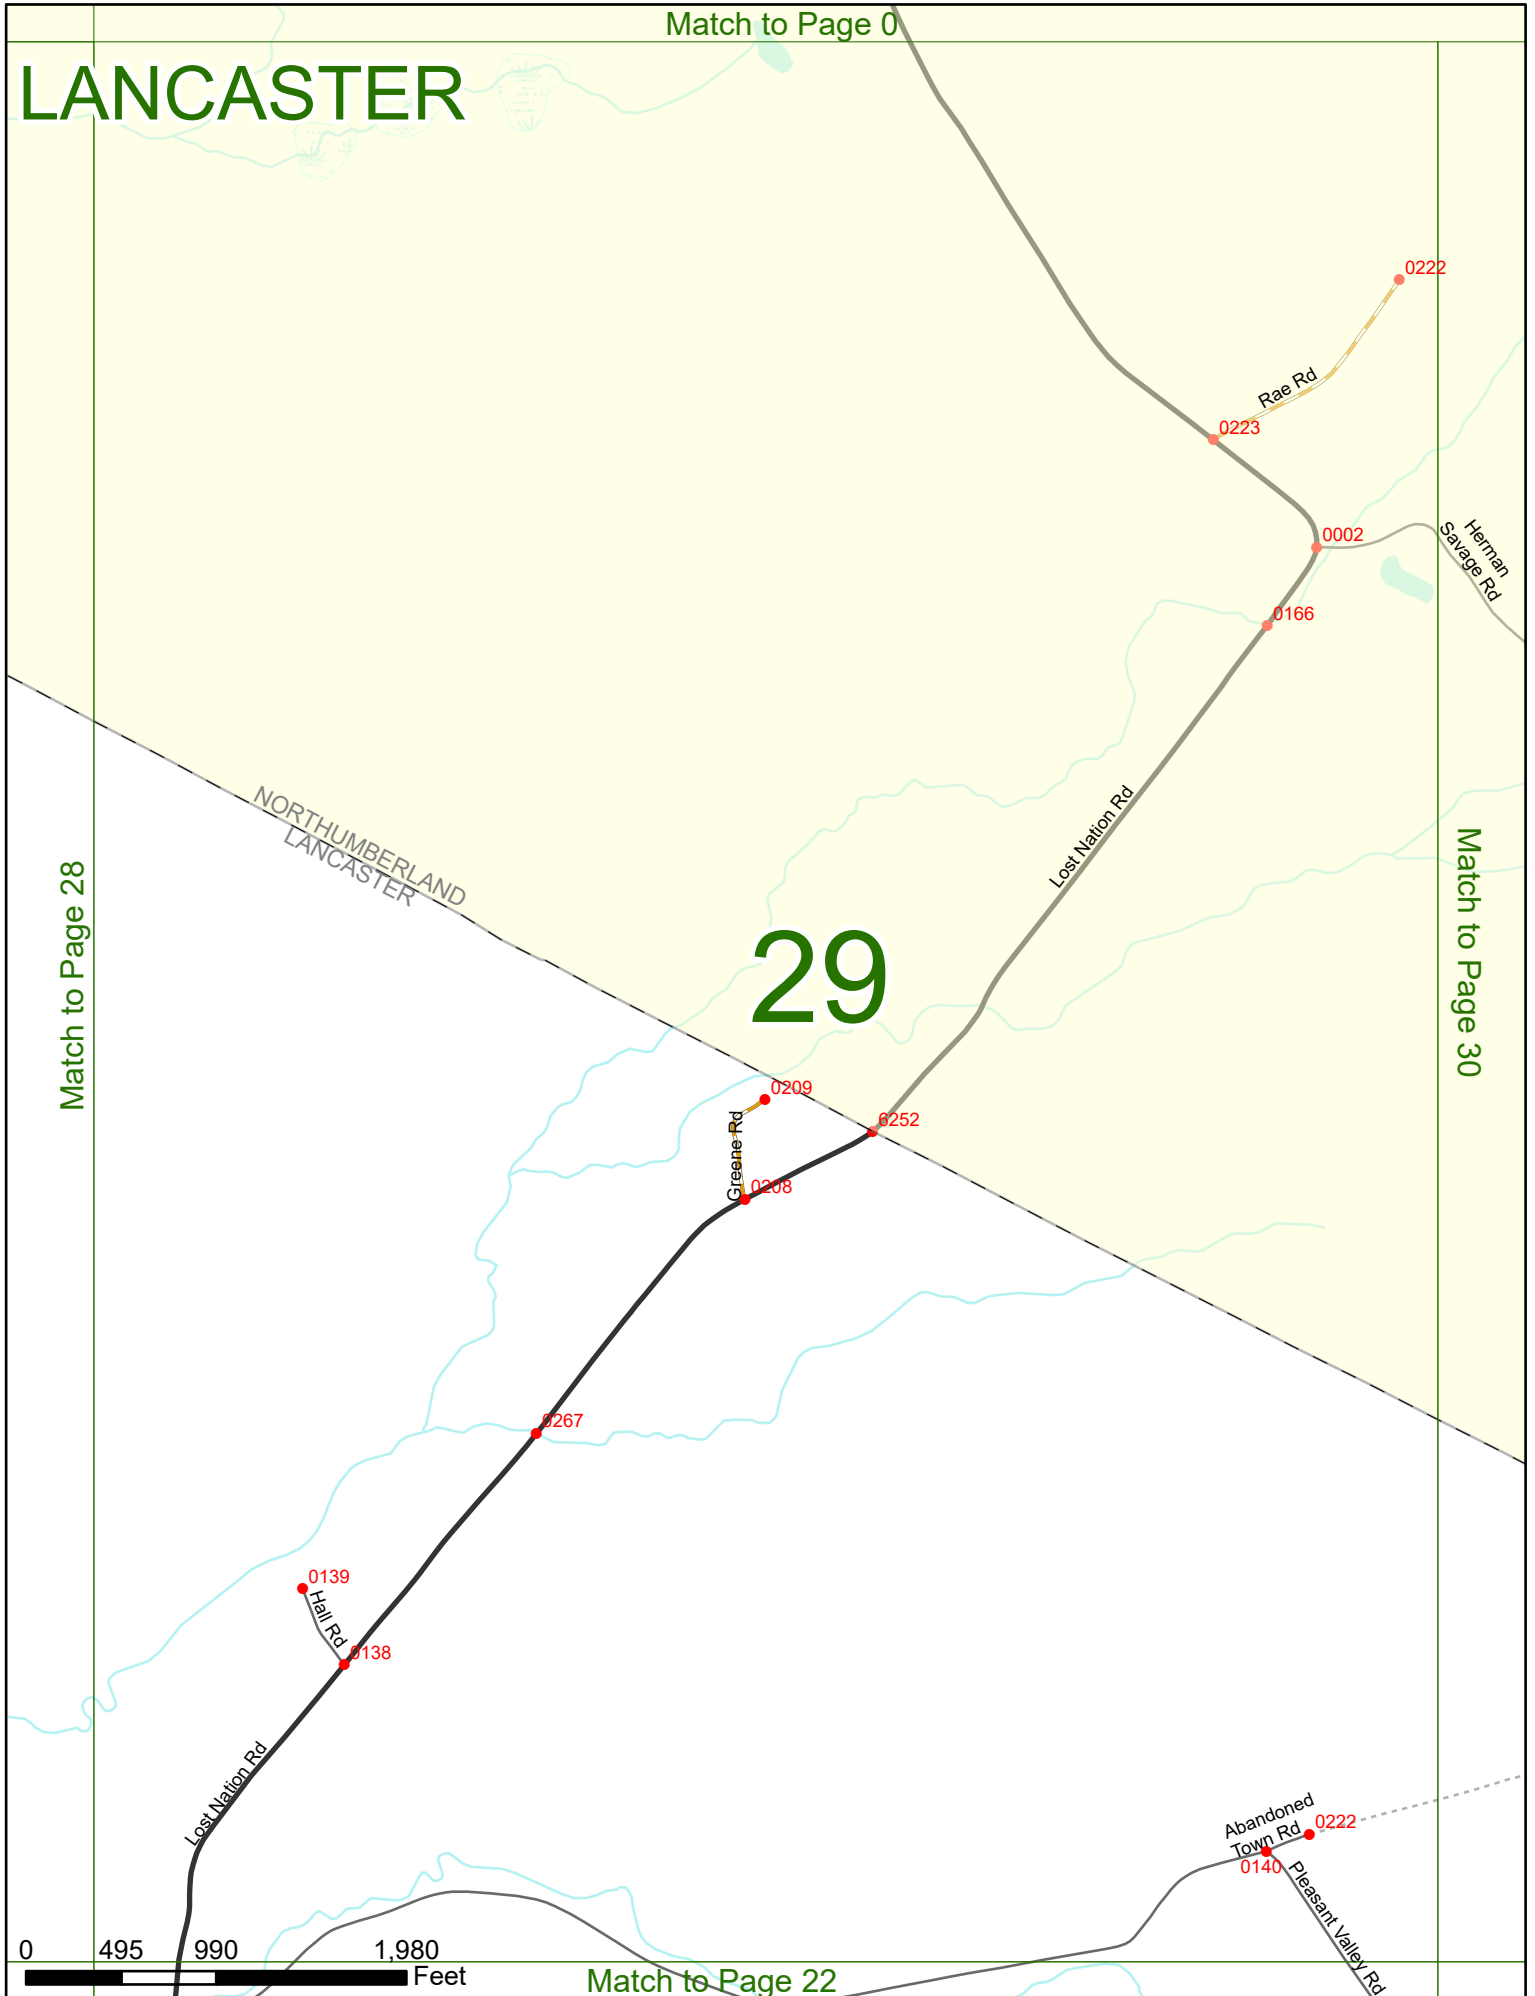 Match to Page 0
LANCASTER
0222
Rae Rd
0223
0002
Herman
Savage Rd
0166
NORTHUMBERLAND
LANCASTER
Lost Nation Rd
Match to Page 28
Match to Page 30
29
0209
6252
Greene Rd
0208
0267
0139
Hall Rd
0138
Lost Nation Rd
Abandoned
Town Rd
0222
0140
Pleasant Valley Rd
0 495 990 1,980
Feet
Match to Page 22